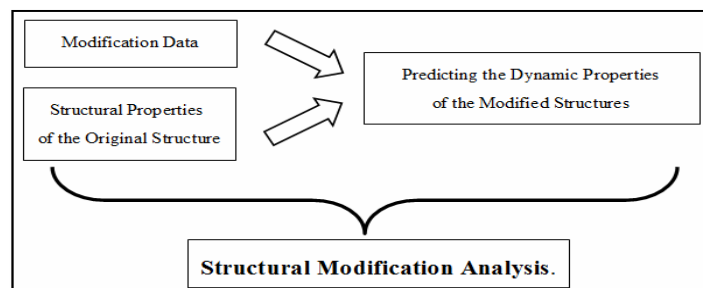 Modification Data
Structural Properties
of the Original Structure
Predicting the Dynamic Properties
of the Modified Structures
Structural Modification Analysis.